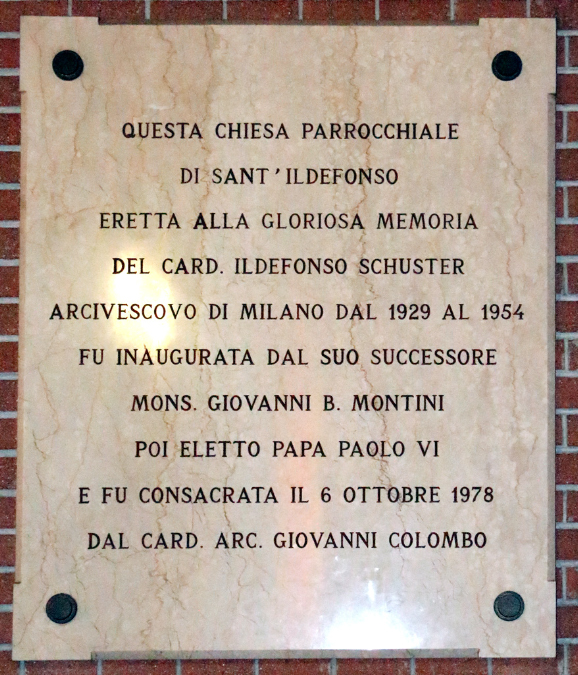 QUESTA CHIESA PARROCCHIALE
DI SANT'ILDEFONSO
ERETTA ALLA GLORIOSA MEMORIA
DEL CARD. ILDEFONSO SCHUSTER
ARCIVESCOVO DI MILANO DAL 1929 AL 1954
FU INAUGURATA DAL SUO SUCCESSORE
MONS. GIOVANNI B. MONTINI
POI ELETTO PAPA PAOLO VI
E FU CONSACRATA IL 6 OTTOBRE 1978
DAL CARD. ARC. GIOVANNI COLOMBO